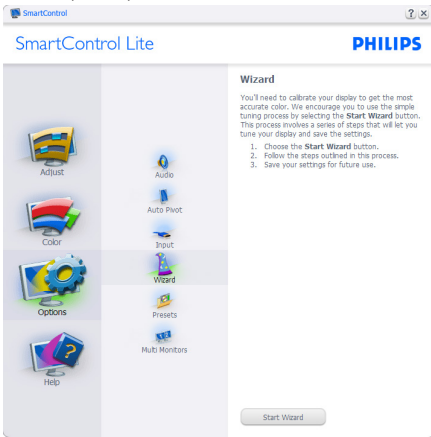 SmartControl
SmartControl Lite
PHILIPS
Adjust
Color
Options
Help
Audio
Auto Pivot
Input
Wizard
Presets
Multi Monitors
Wizard
You'll need to calibrate your display to get the most
accurate color. We encourage you to use the simple
tuning process by selecting the Start Wizard button.
This process involves a series of steps that will let you
tune your display and save the settings.
1. Choose the Start Wizard button.
2. Follow the steps outlined in this process.
3. Save your settings for future use.
Start Wizard